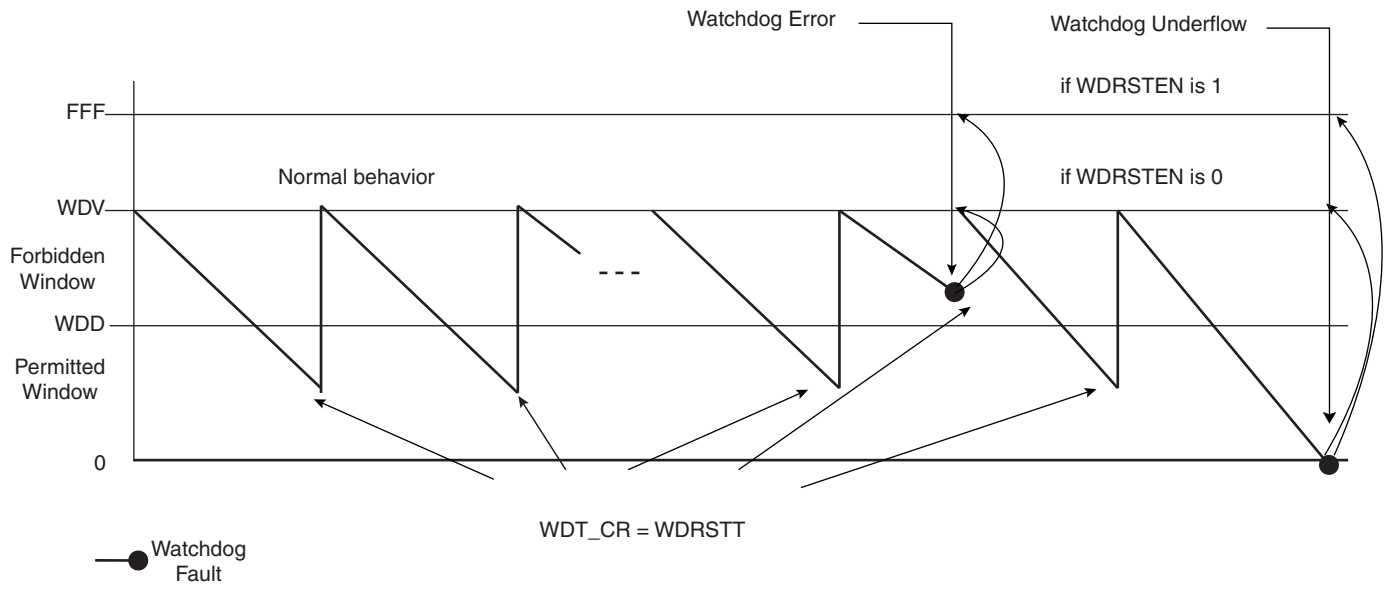 Watchdog Error
Watchdog Underflow
if WDRSTEN is 1
FFF
Normal behavior
if WDRSTEN is 0
WDV
Forbidden
Window
WDD
Permitted
Window
0
WDT_CR = WDRSTT
Watchdog
Fault